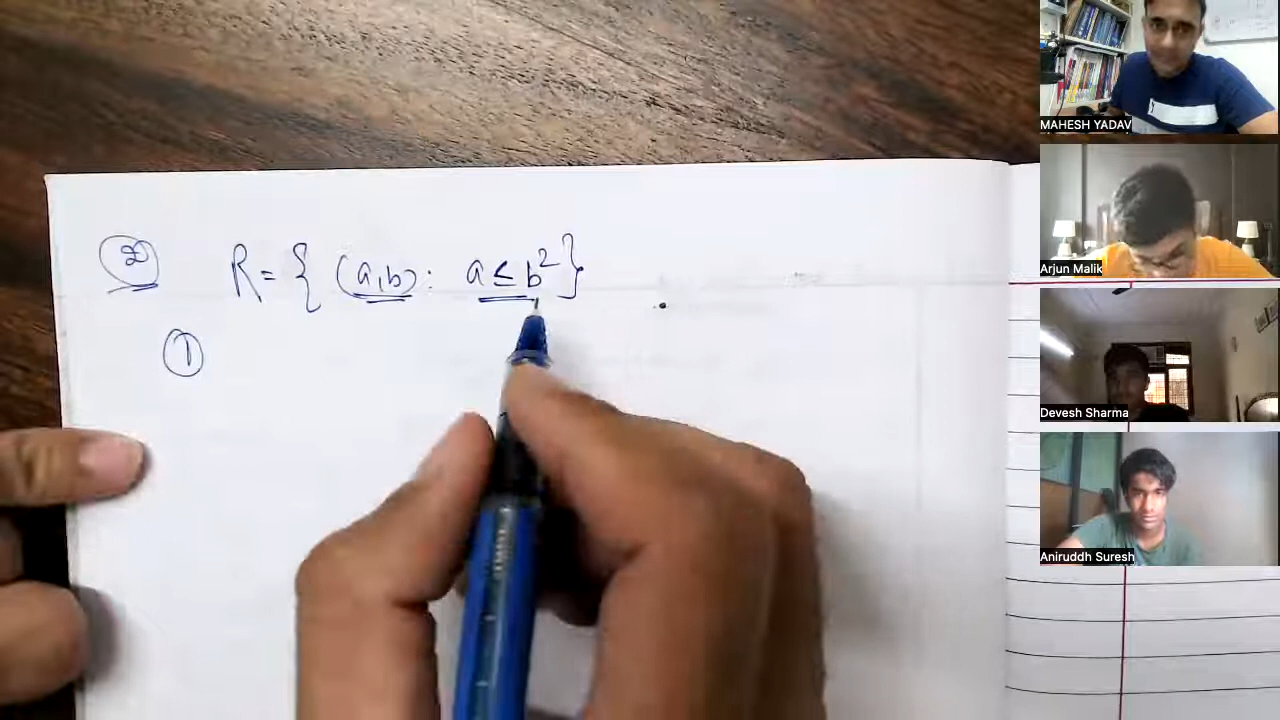 ② R = { (a,b) : a ≤ b² }
①
MAHESH YADAV
Arjun Malik
Devesh Sharma
Aniruddh Suresh